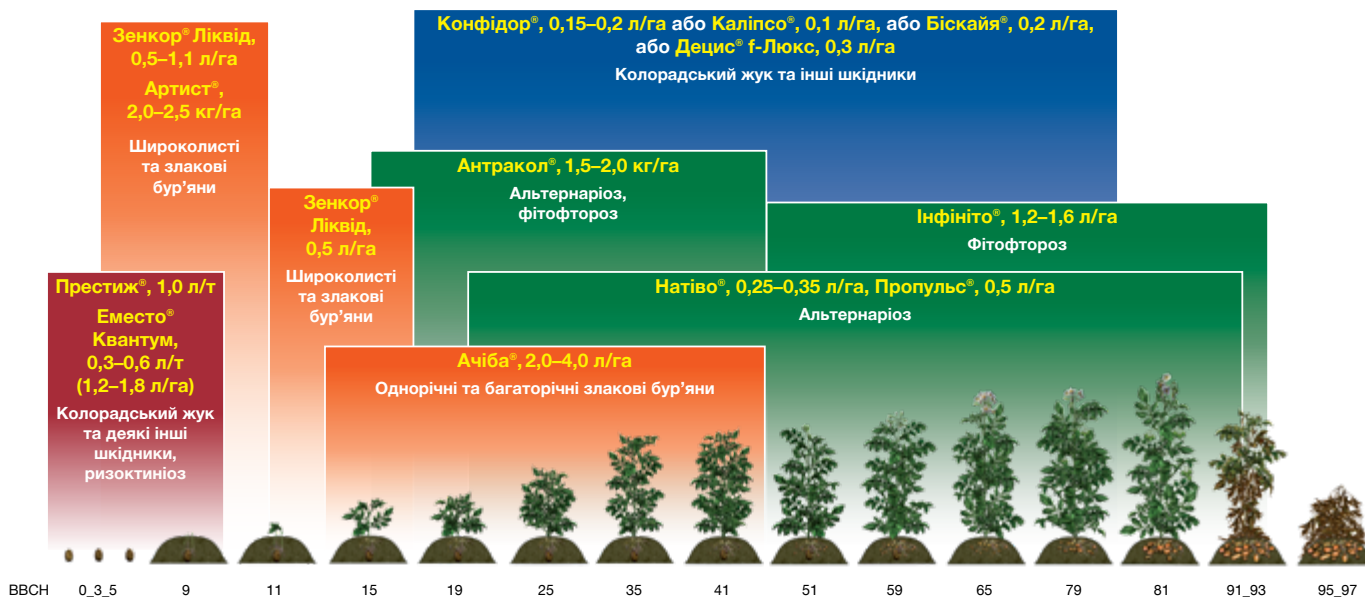 Зенкор® Ліквід,
0,5–1,1 л/га
Артист®,
2,0–2,5 кг/га
Широколисті
та злакові
бур’яни
Конфідор®, 0,15–0,2 л/га або Каліпсо®, 0,1 л/га, або Біскайя®, 0,2 л/га,
або Децис® f-Люкс, 0,3 л/га
Колорадський жук та інші шкідники
Антракол®, 1,5–2,0 кг/га
Альтернаріоз,
фітофтороз
Зенкор®
Ліквід,
0,5 л/га
Широколисті
та злакові
бур’яни
Інфініто®, 1,2–1,6 л/га
Фітофтороз
Престиж®, 1,0 л/т
Еместо®
Квантум,
0,3–0,6 л/т
(1,2–1,8 л/га)
Колорадський жук
та деякі інші
шкідники,
ризоктиніоз
Натіво®, 0,25–0,35 л/га, Пропульс®, 0,5 л/га
Альтернаріоз
Ачіба®, 2,0–4,0 л/га
Однорічні та багаторічні злакові бур’яни
BBCH 0_3_5 9 11 15 19 25 35 41 51 59 65 79 81 91_93 95_97